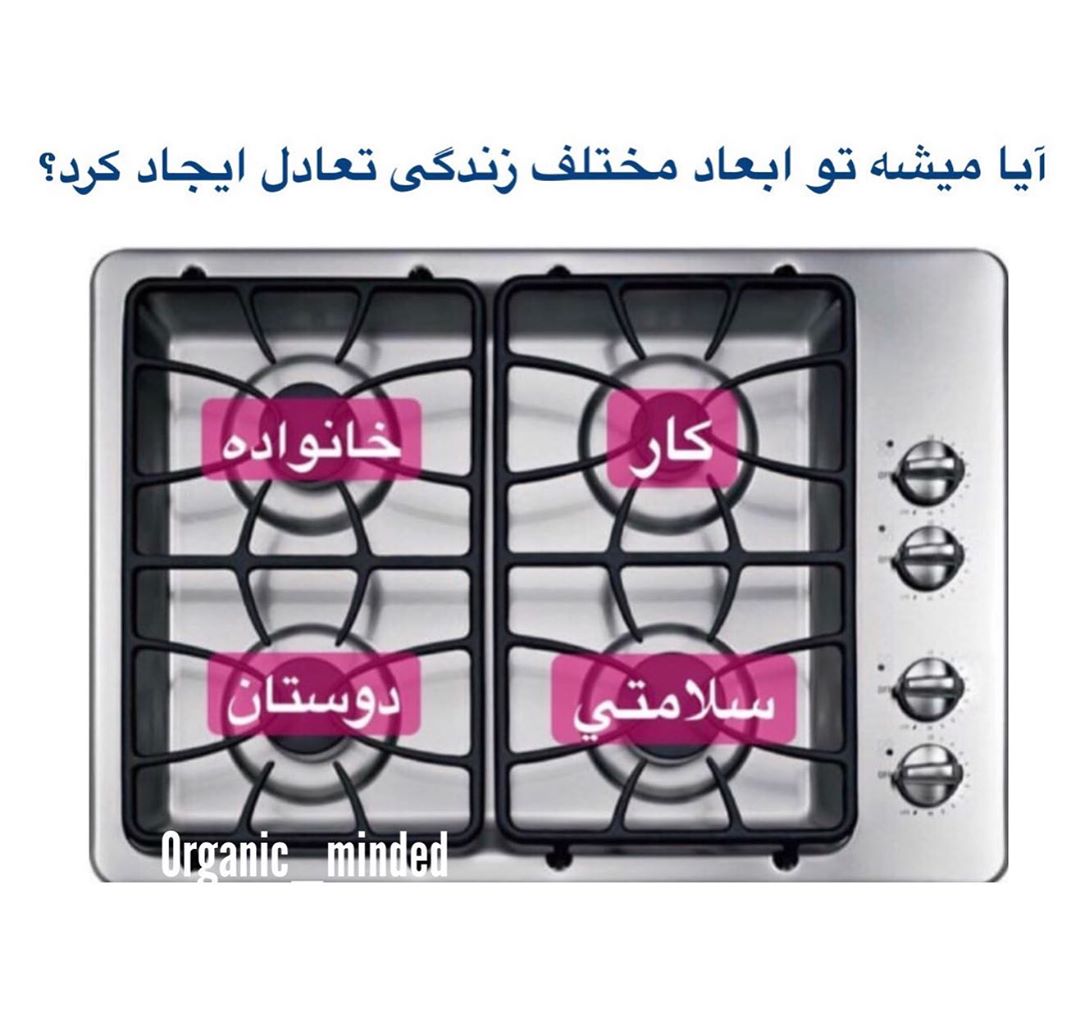 آیا میشه تو ابعاد مختلف زندگی تعادل ایجاد کرد؟
کار
خانواده
سلامتي
دوستان
Organic_minded